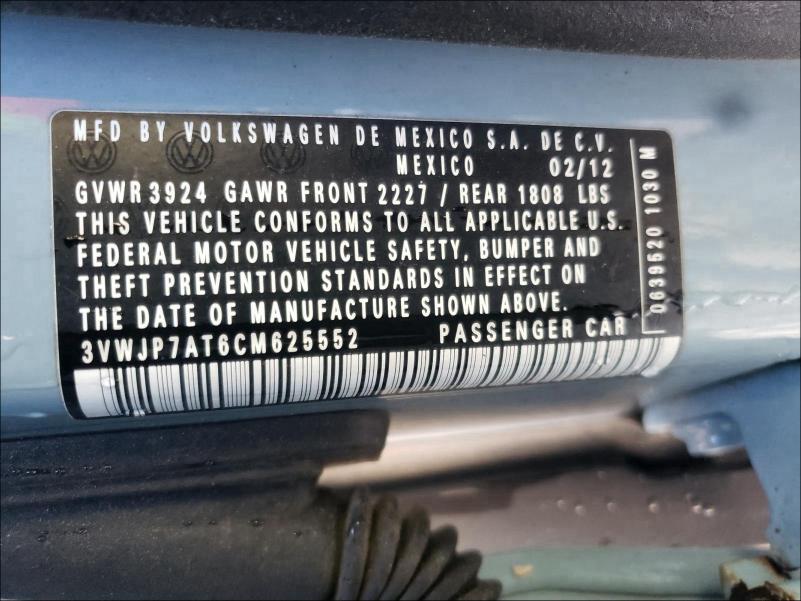 MFD BY VOLKSWAGEN DE MEXICO S.A. DE C.V.
MEXICO 02/12
GVWR 3924 GAWR FRONT 2227 / REAR 1808 LBS
THIS VEHICLE CONFORMS TO ALL APPLICABLE U.S.
FEDERAL MOTOR VEHICLE SAFETY, BUMPER AND
THEFT PREVENTION STANDARDS IN EFFECT ON
THE DATE OF MANUFACTURE SHOWN ABOVE.
3VWJP7AT6CM625552 PASSENGER CAR
0639620 1030 M